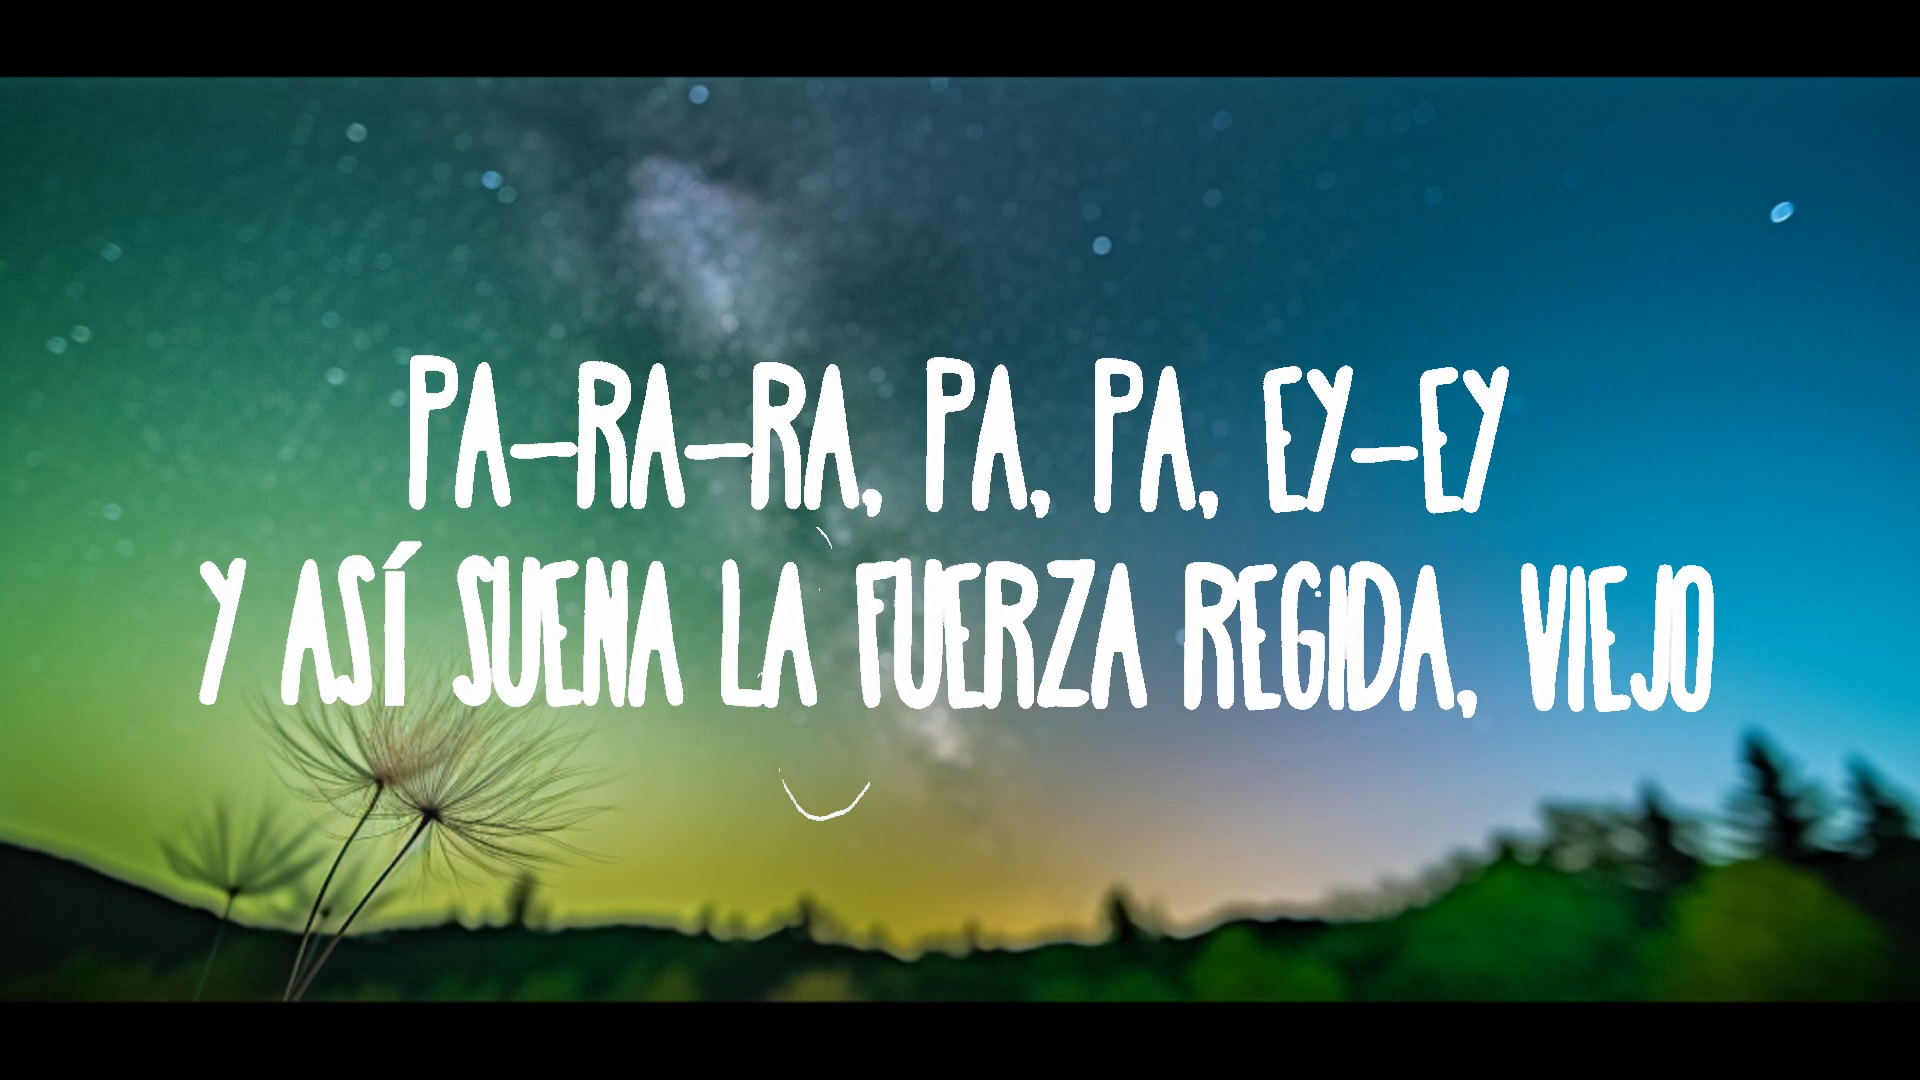 PA-RA-RA, PA, PA, EY-EY
Y ASÍ SUENA LA FUERZA REGIDA, VIEJO